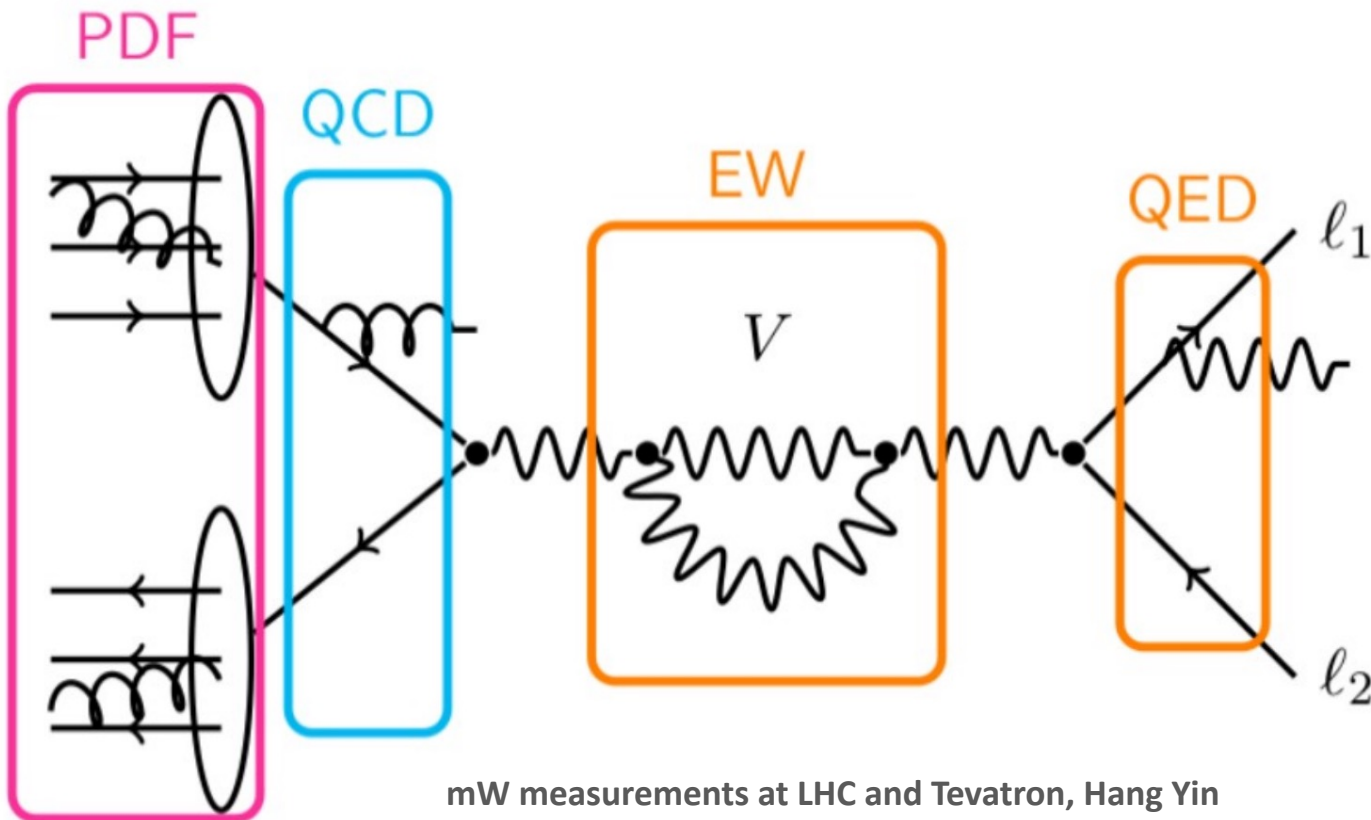 PDF
QCD
EW
QED
ℓ₁
V
ℓ₂
mW measurements at LHC and Tevatron, Hang Yin